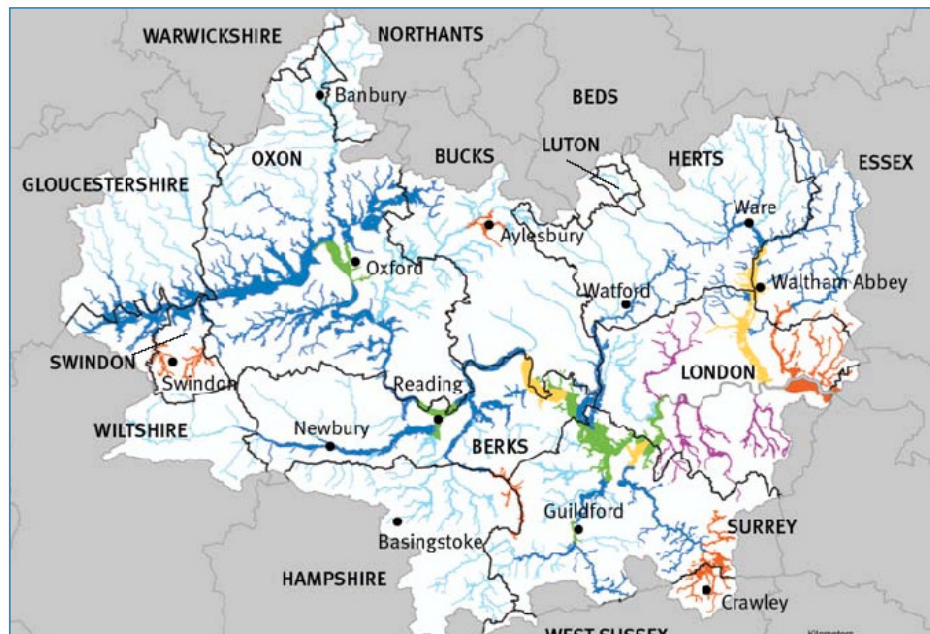 WARWICKSHIRE
NORTHANTS
Banbury
BEDS
LUTON
OXON
BUCKS
HERTS
ESSEX
GLOUCESTERSHIRE
Ware
Aylesbury
Oxford
Waltham Abbey
Watford
SWINDON
Swindon
Reading
LONDON
WILTSHIRE
Newbury
BERKS
Guildford
SURREY
Basingstoke
HAMPSHIRE
Crawley
WEST SUSSEX